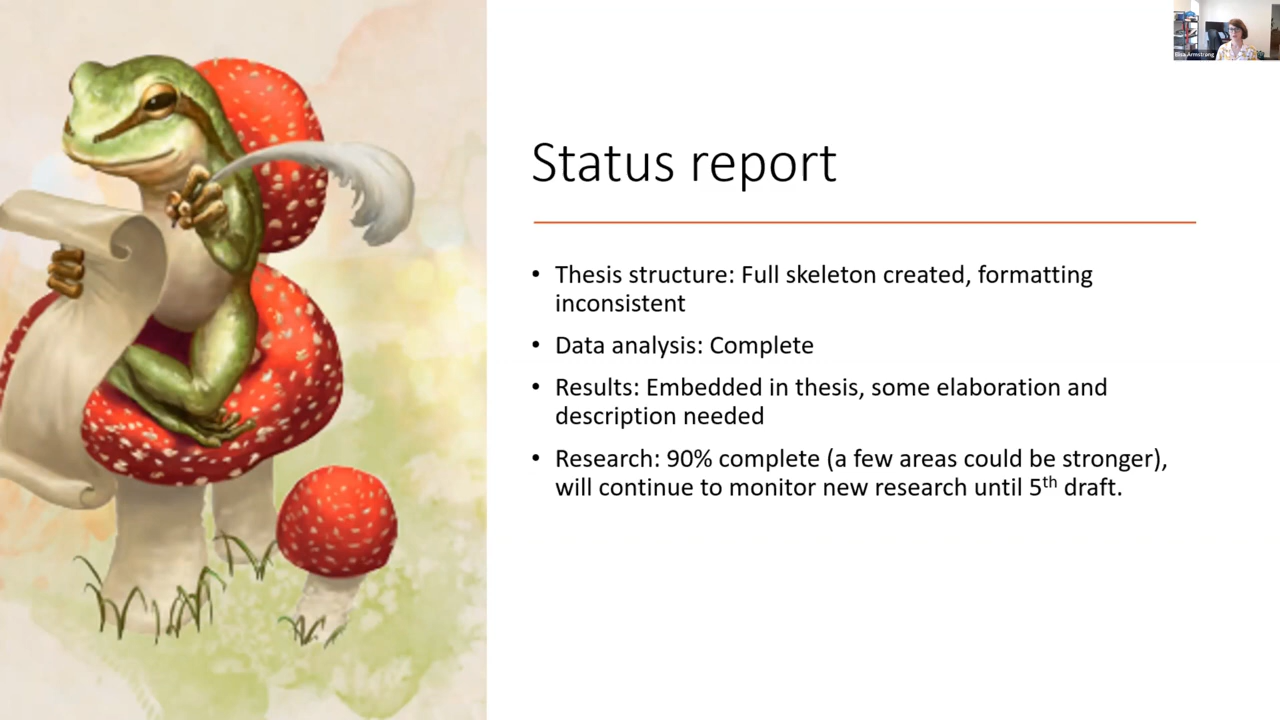 Elisa Armstrong
Status report
• Thesis structure: Full skeleton created, formatting
inconsistent
• Data analysis: Complete
• Results: Embedded in thesis, some elaboration and
description needed
• Research: 90% complete (a few areas could be stronger),
will continue to monitor new research until 5th draft.